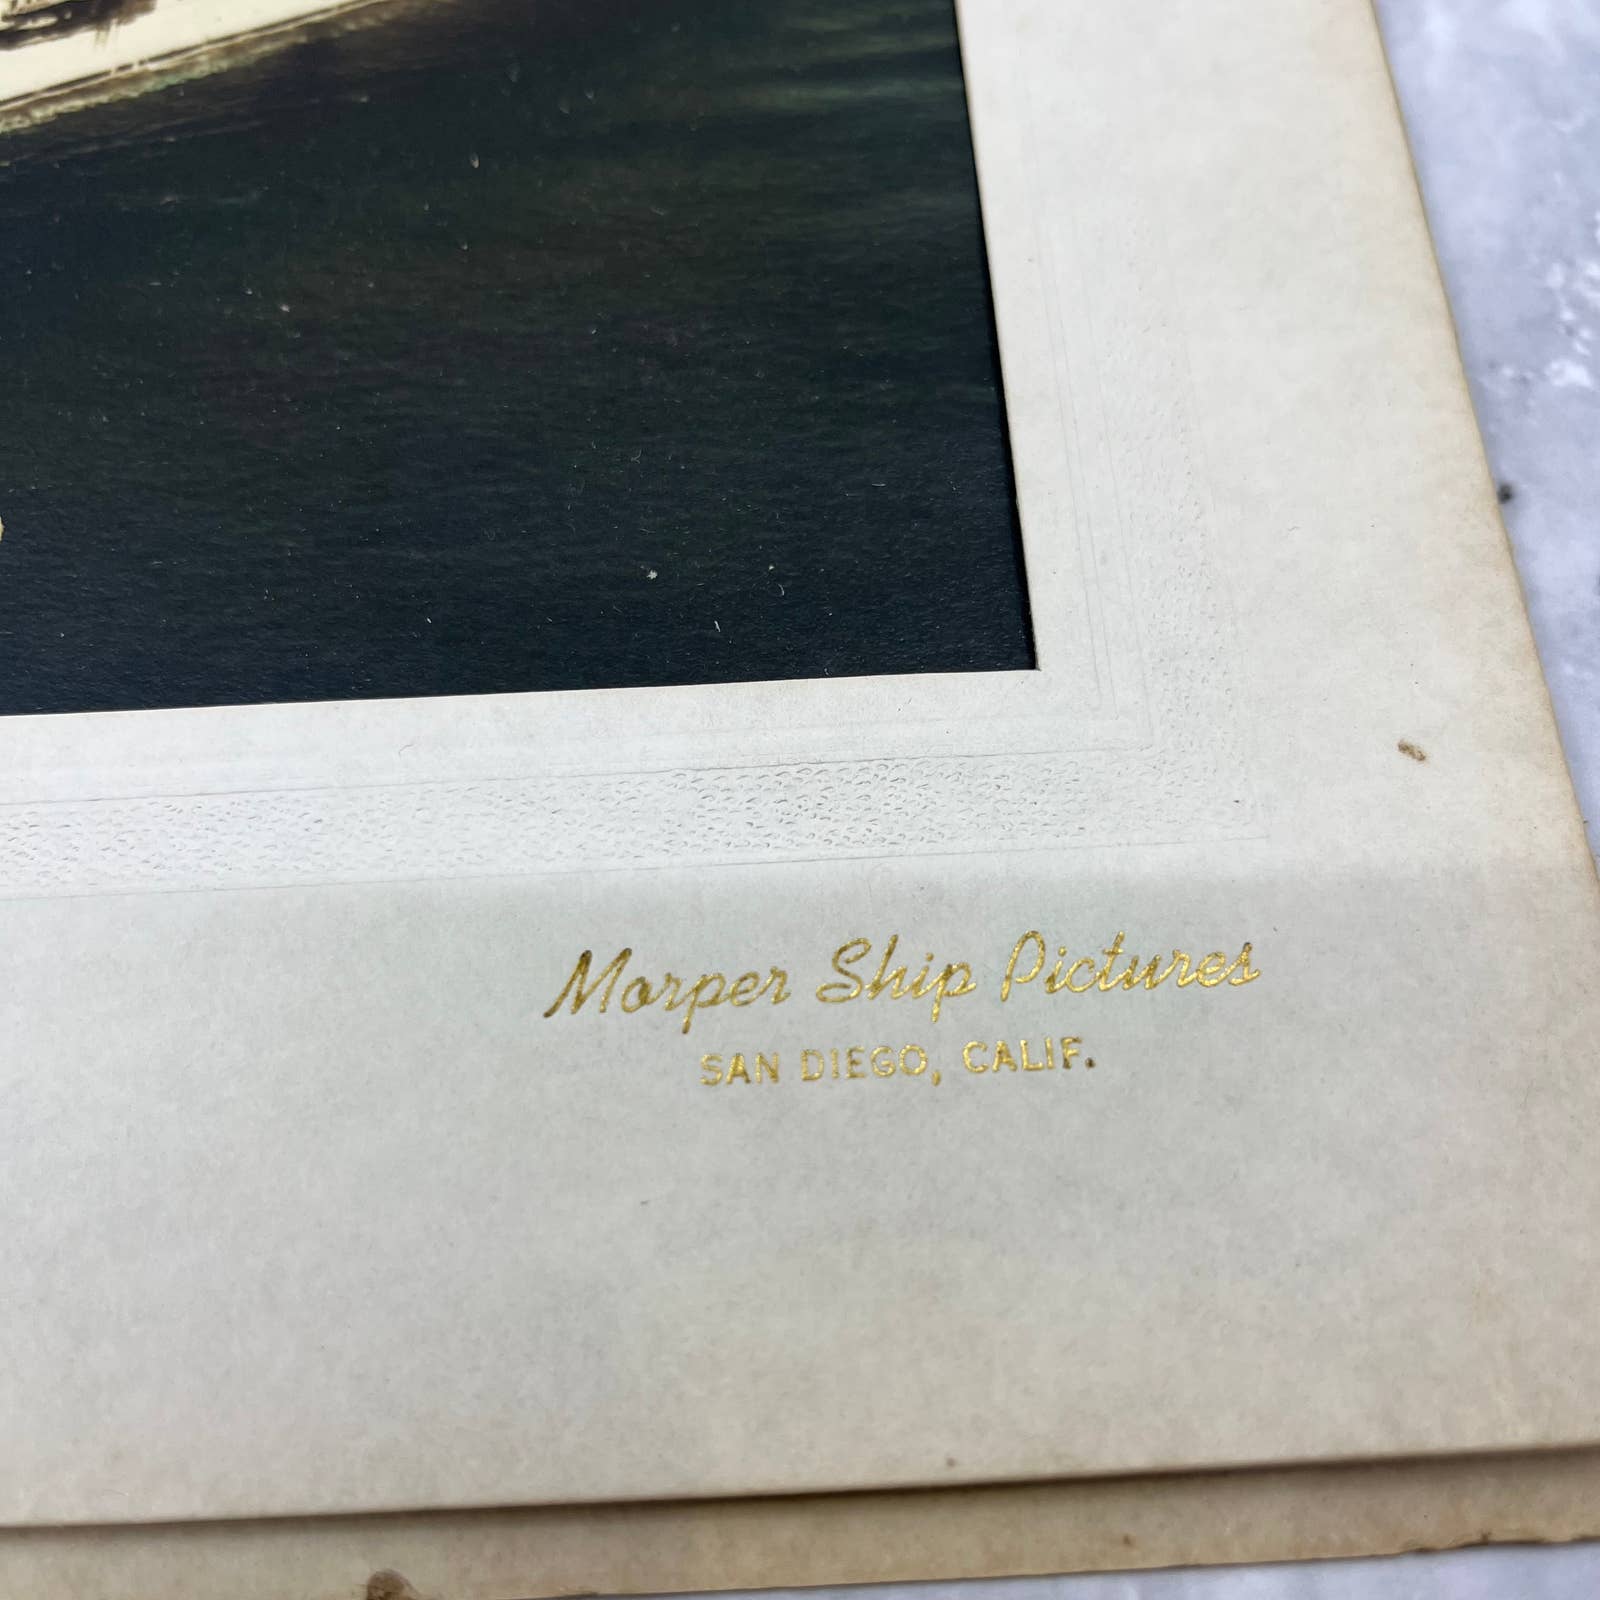 Morper Ship Pictures
SAN DIEGO, CALIF.